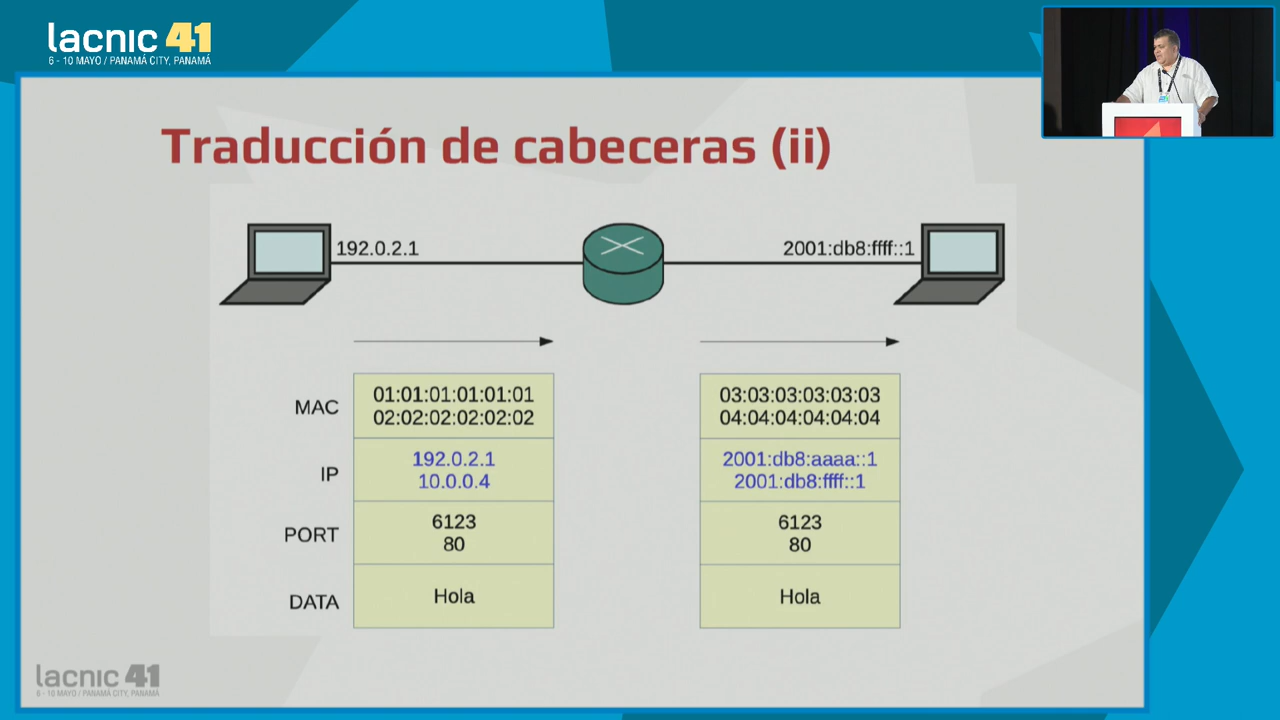 lacnic 41
6 - 10 MAYO / PANAMÁ CITY, PANAMÁ
Traducción de cabeceras (ii)
192.0.2.1
2001:db8:ffff::1
MAC
01:01:01:01:01:01
02:02:02:02:02:02
03:03:03:03:03:03
04:04:04:04:04:04
IP
192.0.2.1
10.0.0.4
2001:db8:aaaa::1
2001:db8:ffff::1
PORT
6123
80
6123
80
DATA
Hola
Hola
lacnic 41
6 - 10 MAYO / PANAMÁ CITY, PANAMÁ